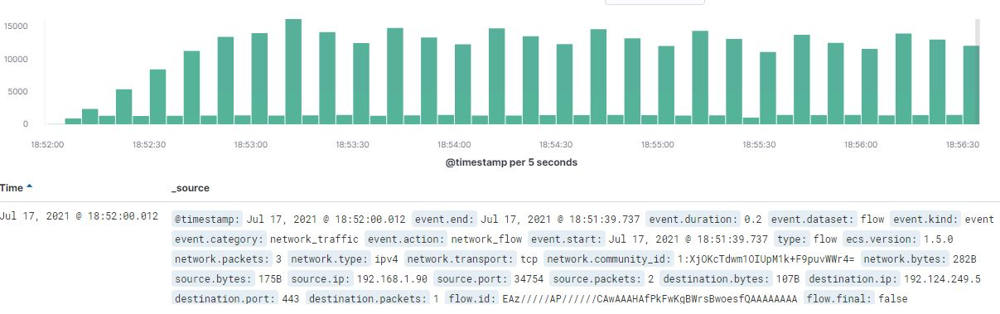 15000
10000
5000
0
18:52:00 18:52:30 18:53:00 18:53:30 18:54:00 18:54:30 18:55:00 18:55:30 18:56:00 18:56:30
@timestamp per 5 seconds
Time _source
Jul 17, 2021 @ 18:52:00.012 @timestamp: Jul 17, 2021 @ 18:52:00.012 event.end: Jul 17, 2021 @ 18:51:39.737 event.duration: 0.2 event.dataset: flow event.kind: event
event.category: network_traffic event.action: network_flow event.start: Jul 17, 2021 @ 18:51:39.737 type: flow ecs.version: 1.5.0
network.packets: 3 network.type: ipv4 network.transport: tcp network.community_id: 1:XjOKcTdwm1OIUpM1k+F9puvWWr4= network.bytes: 282B
source.bytes: 175B source.ip: 192.168.1.90 source.port: 34754 source.packets: 2 destination.bytes: 107B destination.ip: 192.124.249.5
destination.port: 443 destination.packets: 1 flow.id: EAz/////AP//////CAwAAAHAfPkFwKgBWrsBwoesfQAAAAAAAA flow.final: false